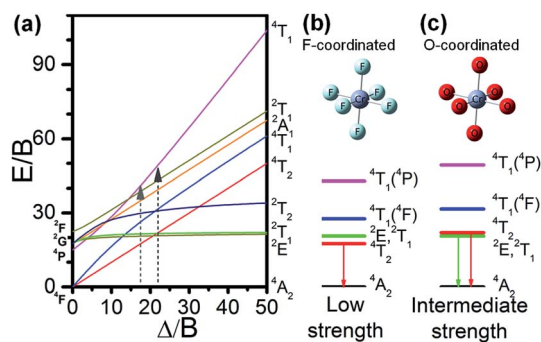 (a)
E/B
90
60
30
0
0 10 20 30 40 50
Δ/B
²F
²G
⁴P
⁴F
⁴T₁
²T₁
²A₁
⁴T₁
⁴T₂
²T₂
²T₁
²E
⁴A₂
(b)
F-coordinated
F
F
F
Cr
F
F
F
⁴T₁(⁴P)
⁴T₁(⁴F)
²E,²T₁
⁴T₂
⁴A₂
Low
strength
(c)
O-coordinated
O
O
O
Cr
O
O
O
⁴T₁(⁴P)
⁴T₁(⁴F)
⁴T₂
²E,²T₁
⁴A₂
Intermediate
strength